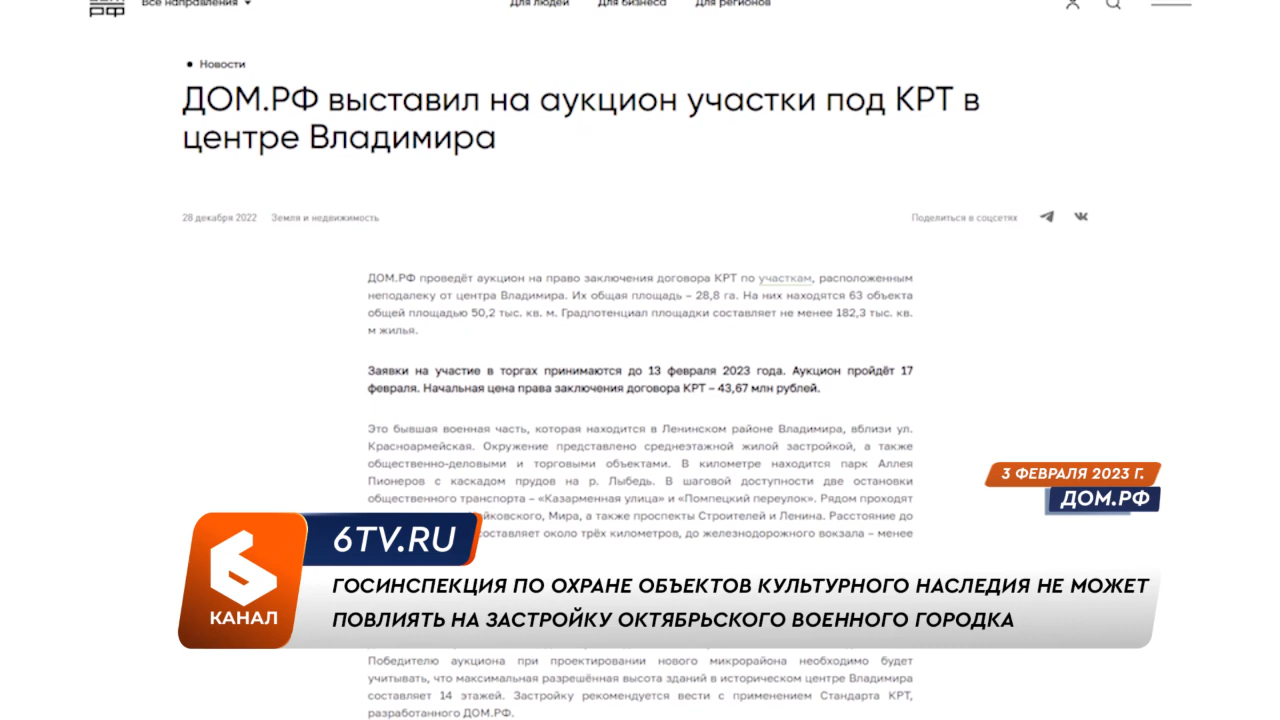 ДОМ.РФ
Все направления
Для людей
Для бизнеса
Для регионов
Новости
ДОМ.РФ выставил на аукцион участки под КРТ в
центре Владимира
28 декабря 2022
Земля и недвижимость
Поделиться в соцсетях
ДОМ.РФ проведёт аукцион на право заключения договора КРТ по участкам, расположенным
неподалеку от центра Владимира. Их общая площадь – 28,8 га. На них находятся 63 объекта
общей площадью 50,2 тыс. кв. м. Градпотенциал площадки составляет не менее 182,3 тыс. кв.
м жилья.
Заявки на участие в торгах принимаются до 13 февраля 2023 года. Аукцион пройдёт 17
февраля. Начальная цена права заключения договора КРТ – 43,67 млн рублей.
Это бывшая военная часть, которая находится в Ленинском районе Владимира, вблизи ул.
Красноармейская. Окружение представлено среднеэтажной жилой застройкой, а также
общественно-деловыми и торговыми объектами. В километре находится парк Аллея
Пионеров с каскадом прудов на р. Лыбедь. В шаговой доступности две остановки
общественного транспорта – «Казарменная улица» и «Помпецкий переулок». Рядом проходят
йковского, Мира, а также проспекты Строителей и Ленина. Расстояние до
составляет около трёх километров, до железнодорожного вокзала – менее
3 ФЕВРАЛЯ 2023 Г.
ДОМ.РФ
6 КАНАЛ
6TV.RU
ГОСИНСПЕКЦИЯ ПО ОХРАНЕ ОБЪЕКТОВ КУЛЬТУРНОГО НАСЛЕДИЯ НЕ МОЖЕТ
ПОВЛИЯТЬ НА ЗАСТРОЙКУ ОКТЯБРЬСКОГО ВОЕННОГО ГОРОДКА
Победителю аукциона при проектировании нового микрорайона необходимо будет
учитывать, что максимальная разрешённая высота зданий в историческом центре Владимира
составляет 14 этажей. Застройку рекомендуется вести с применением Стандарта КРТ,
разработанного ДОМ.РФ.